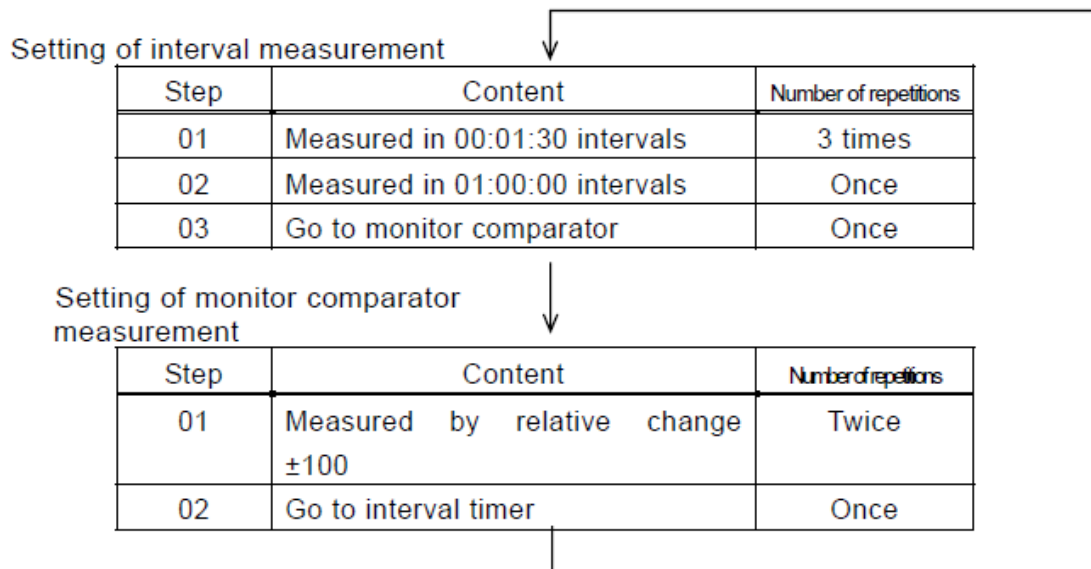 Setting of interval measurement
Step Content Number of repetitions
01 Measured in 00:01:30 intervals 3 times
02 Measured in 01:00:00 intervals Once
03 Go to monitor comparator Once
Setting of monitor comparator
measurement
Step Content Number of repetitions
01 Measured by relative change Twice
±100
02 Go to interval timer Once